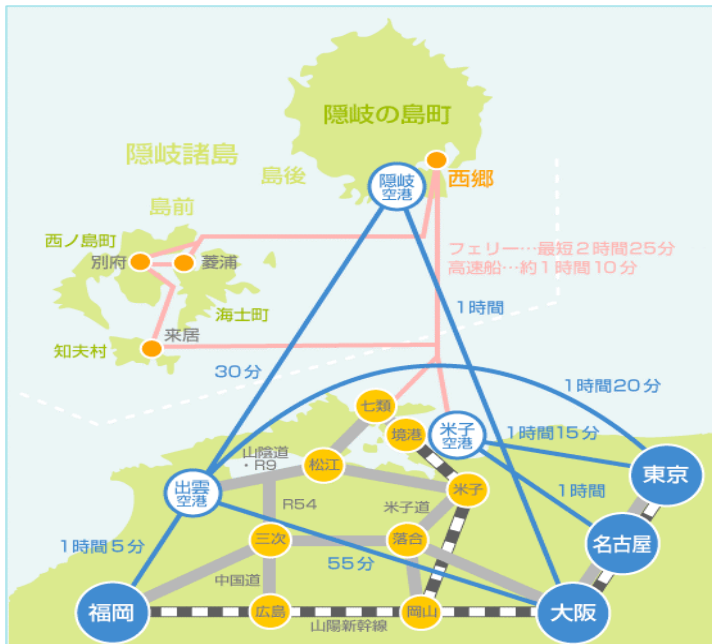 隠岐の島町
隠岐諸島
島後
隠岐
空港
西郷
島前
西ノ島町
別府
菱浦
フェリー…最短2時間25分
高速船…約1時間10分
海士町
1時間
来居
知夫村
30分
1時間20分
七類
境港
米子
空港
1時間15分
山陰道
・R9
松江
東京
出雲
空港
R54
米子道
米子
1時間
1時間5分
三次
落合
名古屋
55分
中国道
福岡
広島
岡山
大阪
山陽新幹線